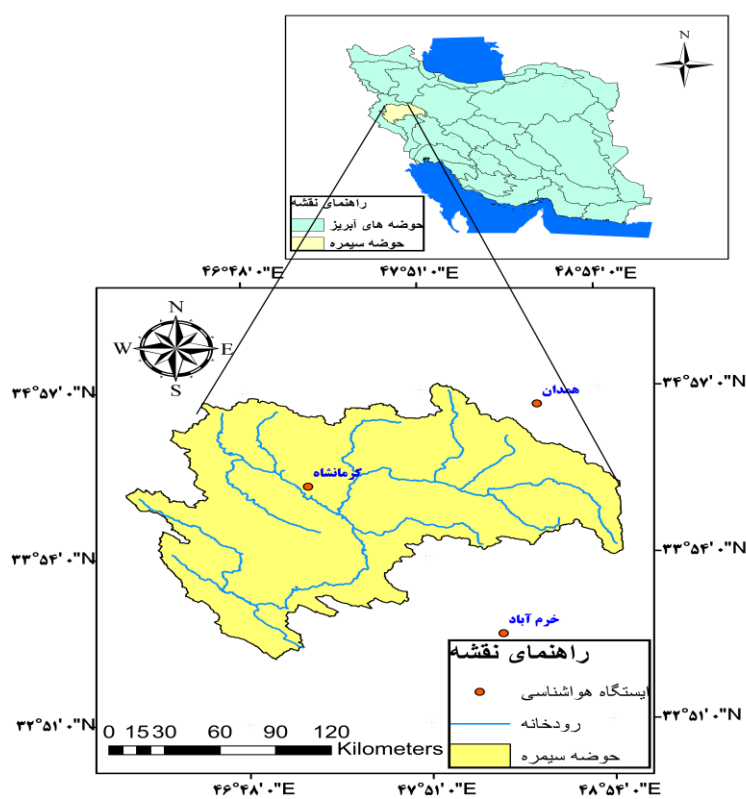 N
راهنمای نقشه
حوضه های آبریز
حوضه سیمره
۴۶°۴۸'۰"E ۴۷°۵۱'۰"E ۴۸°۵۴'۰"E
N
W E
S
۳۴°۵۷'۰"N ۳۴°۵۷'۰"N
همدان
کرمانشاه
۳۳°۵۴'۰"N ۳۳°۵۴'۰"N
خرم آباد
راهنمای نقشه
ایستگاه هواشناسی
رودخانه
حوضه سیمره
۳۲°۵۱'۰"N ۳۲°۵۱'۰"N
0 15 30 60 90 120
Kilometers
۴۶°۴۸'۰"E ۴۷°۵۱'۰"E ۴۸°۵۴'۰"E